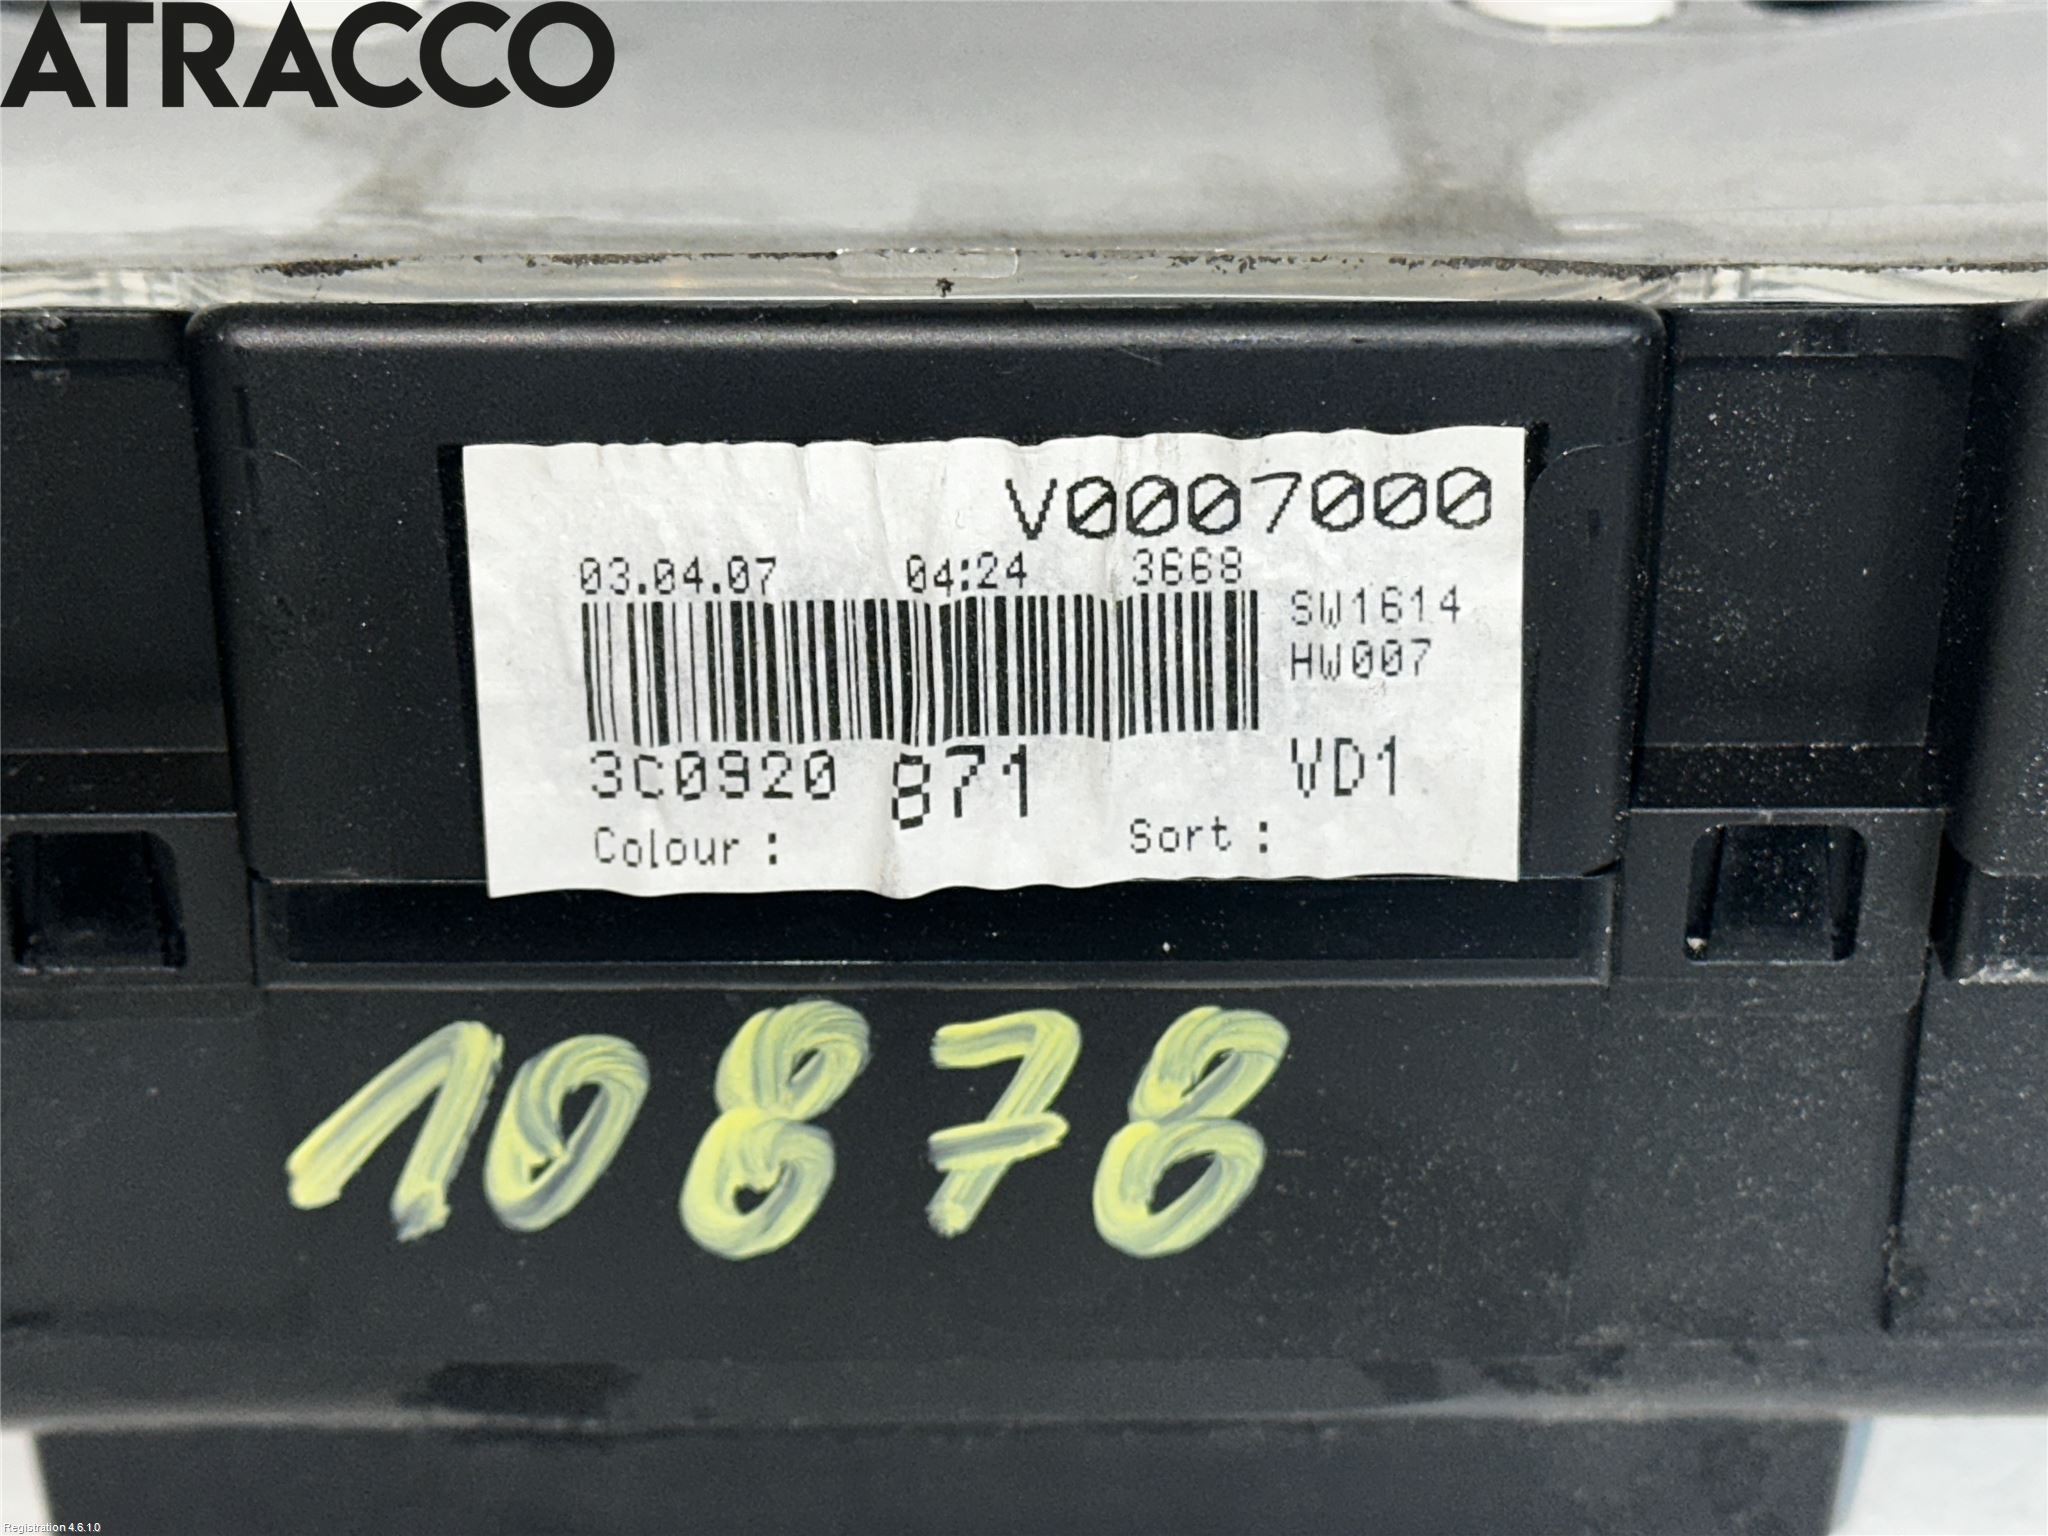 ATRACCO
V0007000
03.04.07 04:24 3668
SW1614
HW007
3C0920 871 VD1
Colour : Sort :
10878
Registration 4.6.1.0